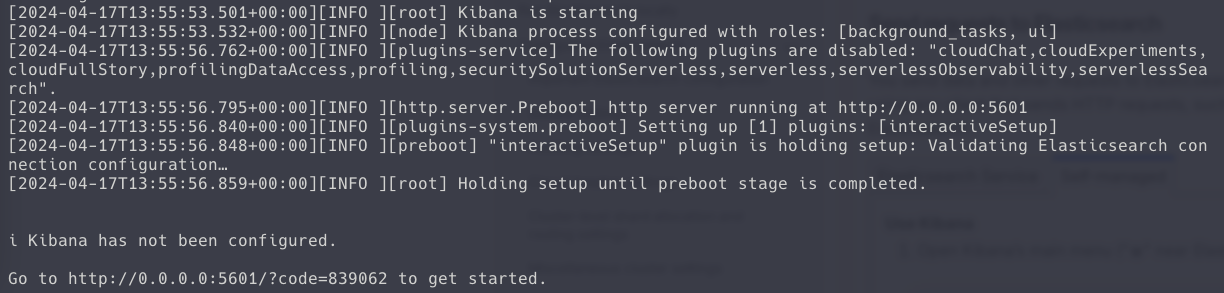 [2024-04-17T13:55:53.501+00:00][INFO ][root] Kibana is starting
[2024-04-17T13:55:53.532+00:00][INFO ][node] Kibana process configured with roles: [background_tasks, ui]
[2024-04-17T13:55:56.762+00:00][INFO ][plugins-service] The following plugins are disabled: "cloudChat,cloudExperiments,
cloudFullStory,profilingDataAccess,profiling,securitySolutionServerless,serverless,serverlessObservability,serverlessSea
rch".
[2024-04-17T13:55:56.795+00:00][INFO ][http.server.Preboot] http server running at http://0.0.0.0:5601
[2024-04-17T13:55:56.840+00:00][INFO ][plugins-system.preboot] Setting up [1] plugins: [interactiveSetup]
[2024-04-17T13:55:56.848+00:00][INFO ][preboot] "interactiveSetup" plugin is holding setup: Validating Elasticsearch con
nection configuration…
[2024-04-17T13:55:56.859+00:00][INFO ][root] Holding setup until preboot stage is completed.
i Kibana has not been configured.
Go to http://0.0.0.0:5601/?code=839062 to get started.